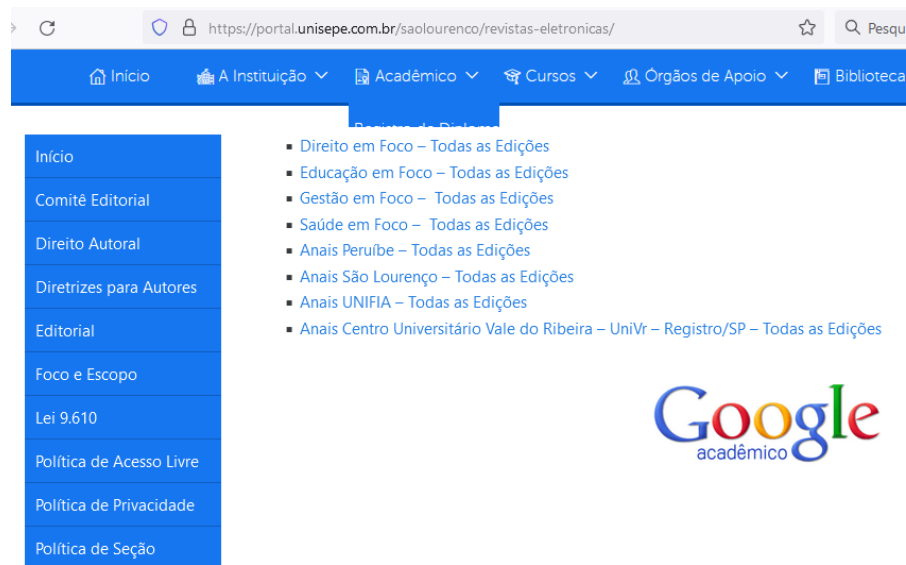 https://portal.unisepe.com.br/saolourenco/revistas-eletronicas/
Pesqu
Início
A Instituição
Acadêmico
Cursos
Órgãos de Apoio
Biblioteca
Início
Comitê Editorial
Direito Autoral
Diretrizes para Autores
Editorial
Foco e Escopo
Lei 9.610
Política de Acesso Livre
Política de Privacidade
Política de Seção
Direito em Foco – Todas as Edições
Educação em Foco – Todas as Edições
Gestão em Foco –  Todas as Edições
Saúde em Foco –  Todas as Edições
Anais Peruíbe – Todas as Edições
Anais São Lourenço – Todas as Edições
Anais UNIFIA – Todas as Edições
Anais Centro Universitário Vale do Ribeira – UniVr – Registro/SP – Todas as Edições
Google
acadêmico